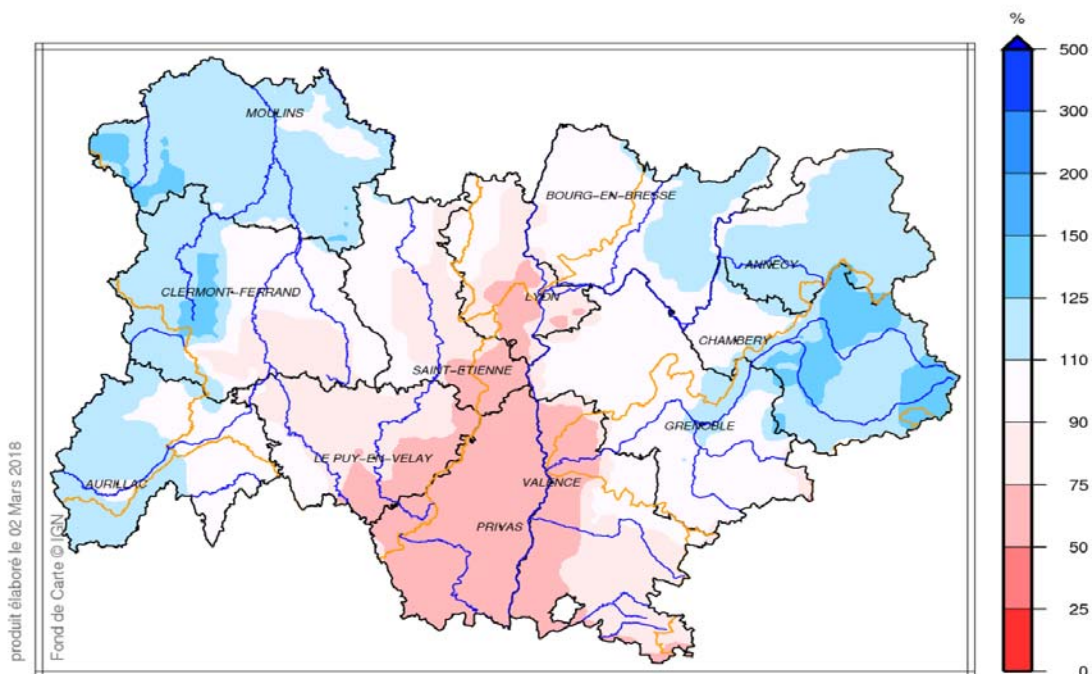 %
500
300
200
150
125
110
90
75
50
25
0
MOULINS
BOURG-EN-BRESSE
ANNECY
CLERMONT-FERRAND
LYON
CHAMBERY
SAINT-ETIENNE
GRENOBLE
LE PUY-EN-VELAY
AURILLAC
VALENCE
PRIVAS
produit élaboré le 02 Mars 2018
Fond de Carte © IGN